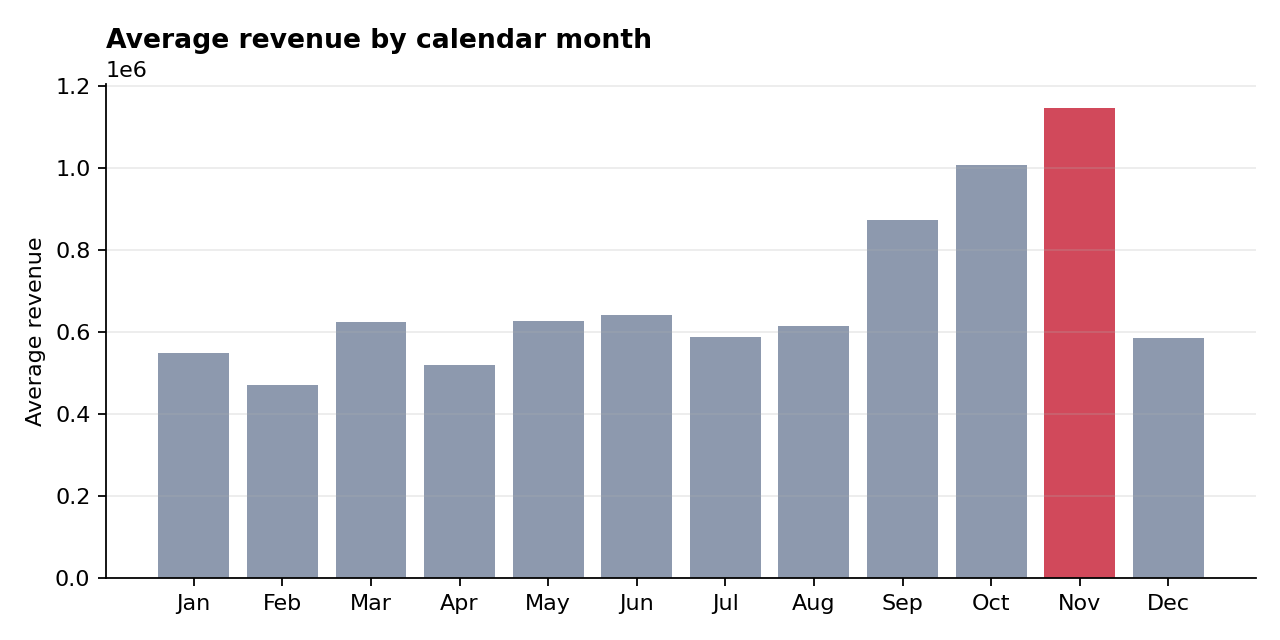 Average revenue by calendar month
1e6
1.2
1.0
0.8
0.6
0.4
0.2
0.0
Average revenue
Jan Feb Mar Apr May Jun Jul Aug Sep Oct Nov Dec